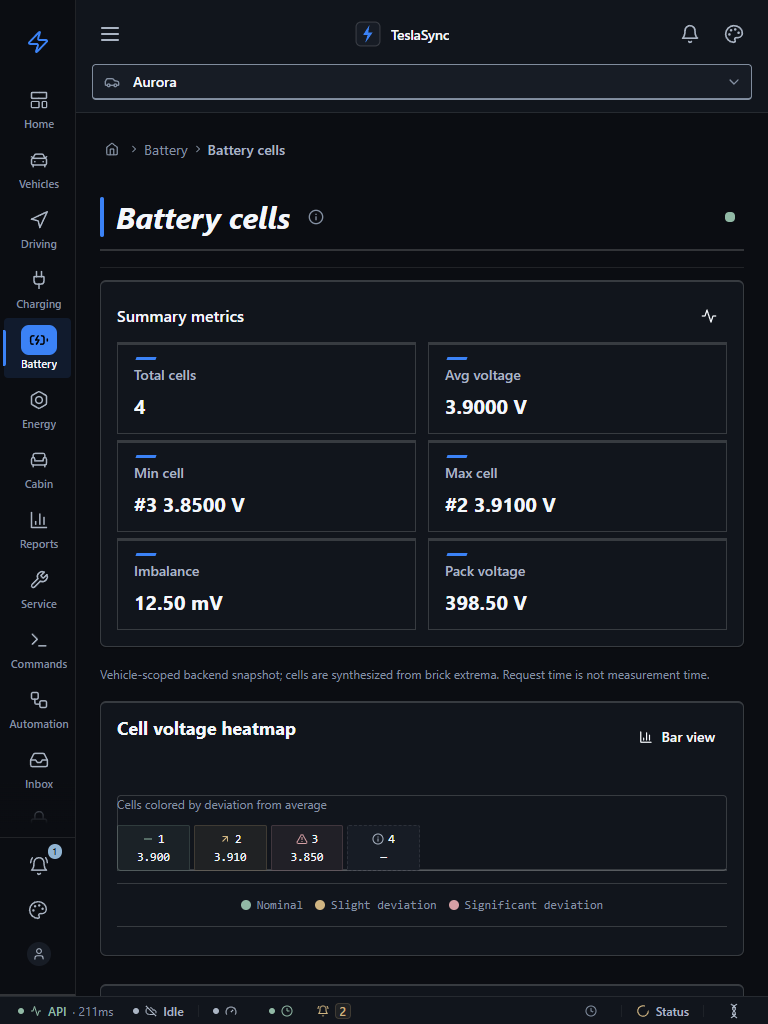 TeslaSync
Aurora
Home
Vehicles
Driving
Charging
Battery
Energy
Cabin
Reports
Service
Commands
Automation
Inbox
1
Battery
Battery cells
Battery cells
Summary metrics
Total cells
4
Avg voltage
3.9000 V
Min cell
#3 3.8500 V
Max cell
#2 3.9100 V
Imbalance
12.50 mV
Pack voltage
398.50 V
Vehicle-scoped backend snapshot; cells are synthesized from brick extrema. Request time is not measurement time.
Cell voltage heatmap
Bar view
Cells colored by deviation from average
1
3.900
2
3.910
3
3.850
4
—
Nominal
Slight deviation
Significant deviation
API · 211ms
Idle
2
Status